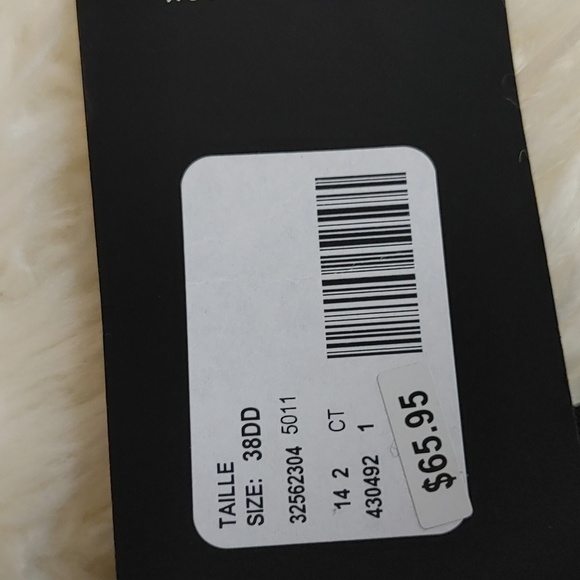 TAILLE
SIZE: 38DD
32562304 5011
14 2 CT
430492 1
$65.95